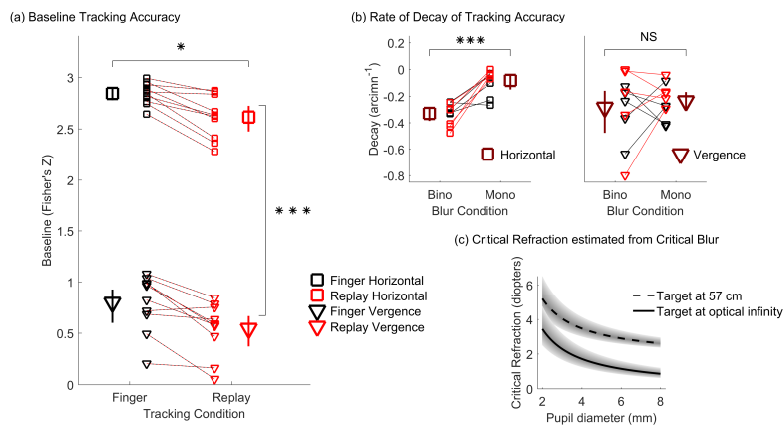 (a) Baseline Tracking Accuracy
Baseline (Fisher's Z)
3
2.5
2
1.5
1
0.5
0
*
* * *
Finger
Replay
Tracking Condition
Finger Horizontal
Replay Horizontal
Finger Vergence
Replay Vergence
(b) Rate of Decay of Tracking Accuracy
Decay (arcimn⁻¹)
0.2
0
-0.2
-0.4
-0.6
-0.8
***
NS
Horizontal
Vergence
Bino
Mono
Bino
Mono
Blur Condition
Blur Condition
(c) Critical Refraction estimated from Critical Blur
Critical Refraction (diopters)
6
4
2
0
Target at 57 cm
Target at optical infinity
2
4
6
8
Pupil diameter (mm)